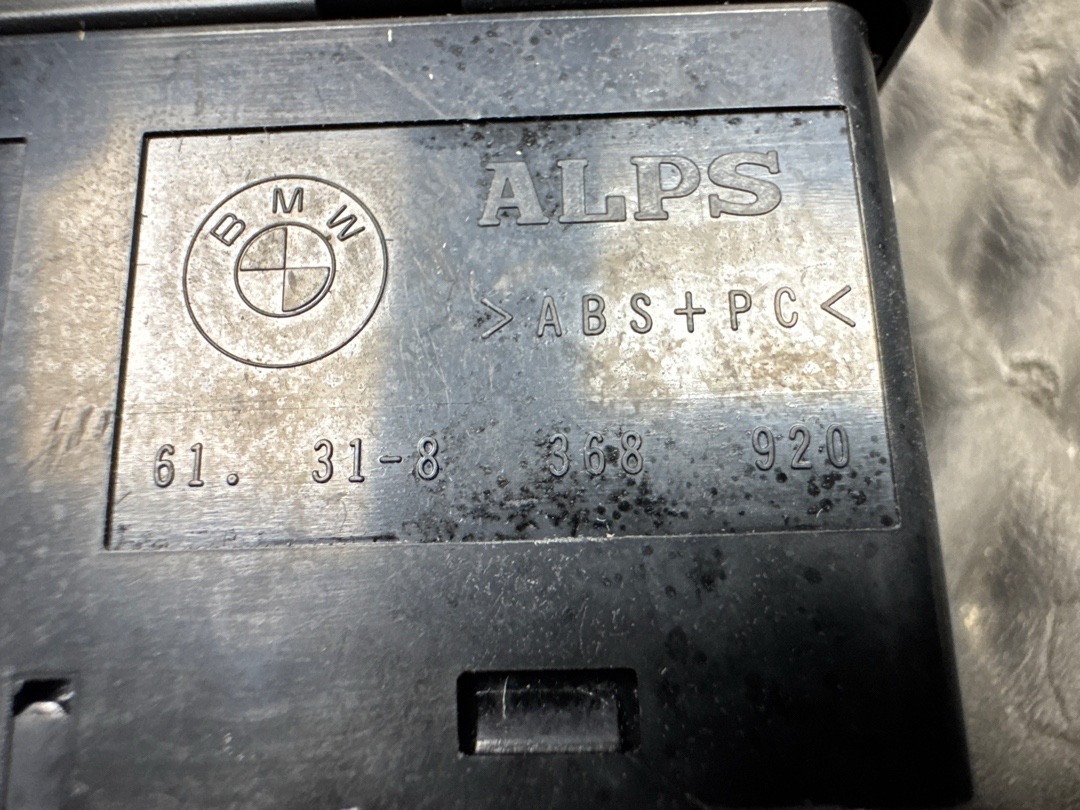 BMW
ALPS
>ABS+PC<
61. 31-8 368 920